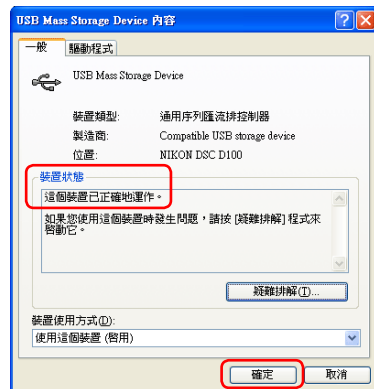 USB Mass Storage Device 內容
一般
驅動程式
USB Mass Storage Device
裝置類型:
通用序列匯流排控制器
製造商:
Compatible USB storage device
位置:
NIKON DSC D100
裝置狀態
這個裝置已正確地運作。
如果您使用這個裝置時發生問題，請按 [疑難排解] 程式來
啟動它。
疑難排解(T)...
裝置使用方式(D):
使用這個裝置 (啟用)
確定
取消